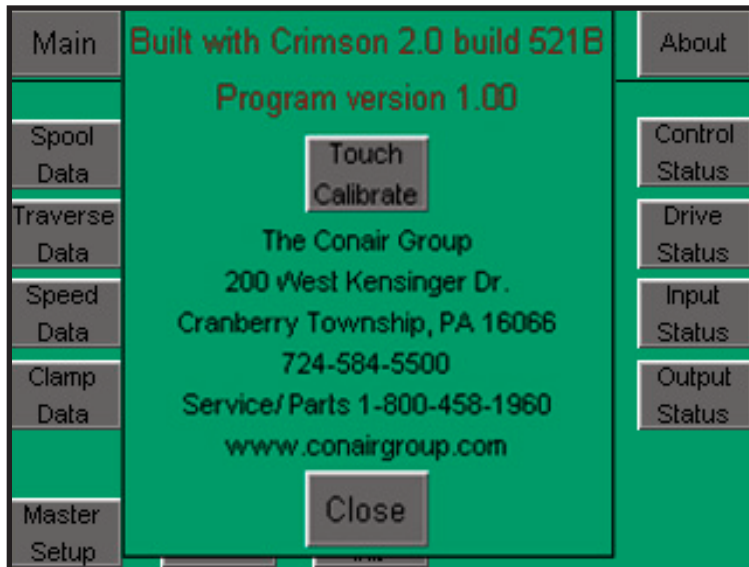 Main
Built with Crimson 2.0 build 521B
About
Program version 1.00
Spool
Data
Touch
Calibrate
Control
Status
Traverse
Data
The Conair Group
Drive
Status
200 West Kensinger Dr.
Speed
Data
Cranberry Township, PA 16066
Input
Status
724-584-5500
Clamp
Data
Service/Parts 1-800-458-1960
Output
Status
www.conairgroup.com
Close
Master
Setup